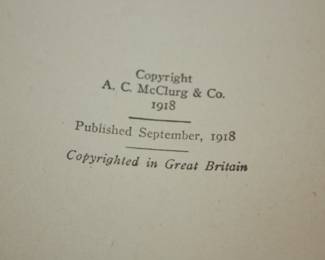 Copyright
A. C. McClurg & Co.
1918
Published September, 1918
Copyrighted in Great Britain